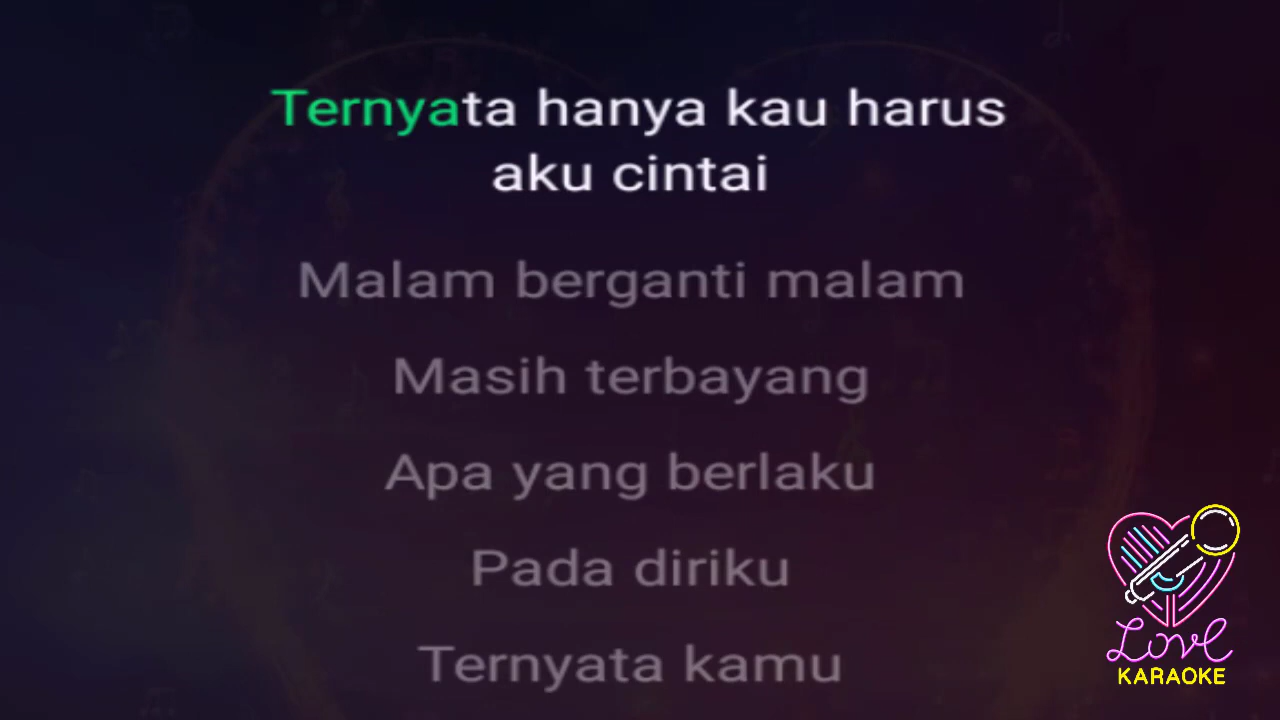 Ternyata hanya kau harus
aku cintai
Malam berganti malam
Masih terbayang
Apa yang berlaku
Pada diriku
Ternyata kamu
Love
KARAOKE